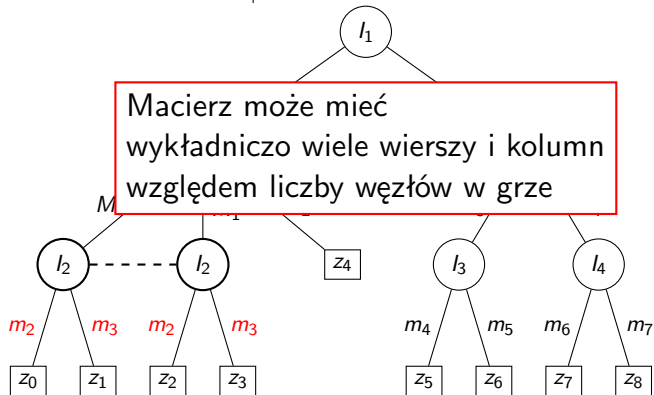 I₁
Macierz może mieć
wykładniczo wiele wierszy i kolumn
względem liczby węzłów w grze
I₂ I₂ z₄ I₃ I₄
m₂ m₃ m₂ m₃ m₄ m₅ m₆ m₇
z₀ z₁ z₂ z₃ z₅ z₆ z₇ z₈